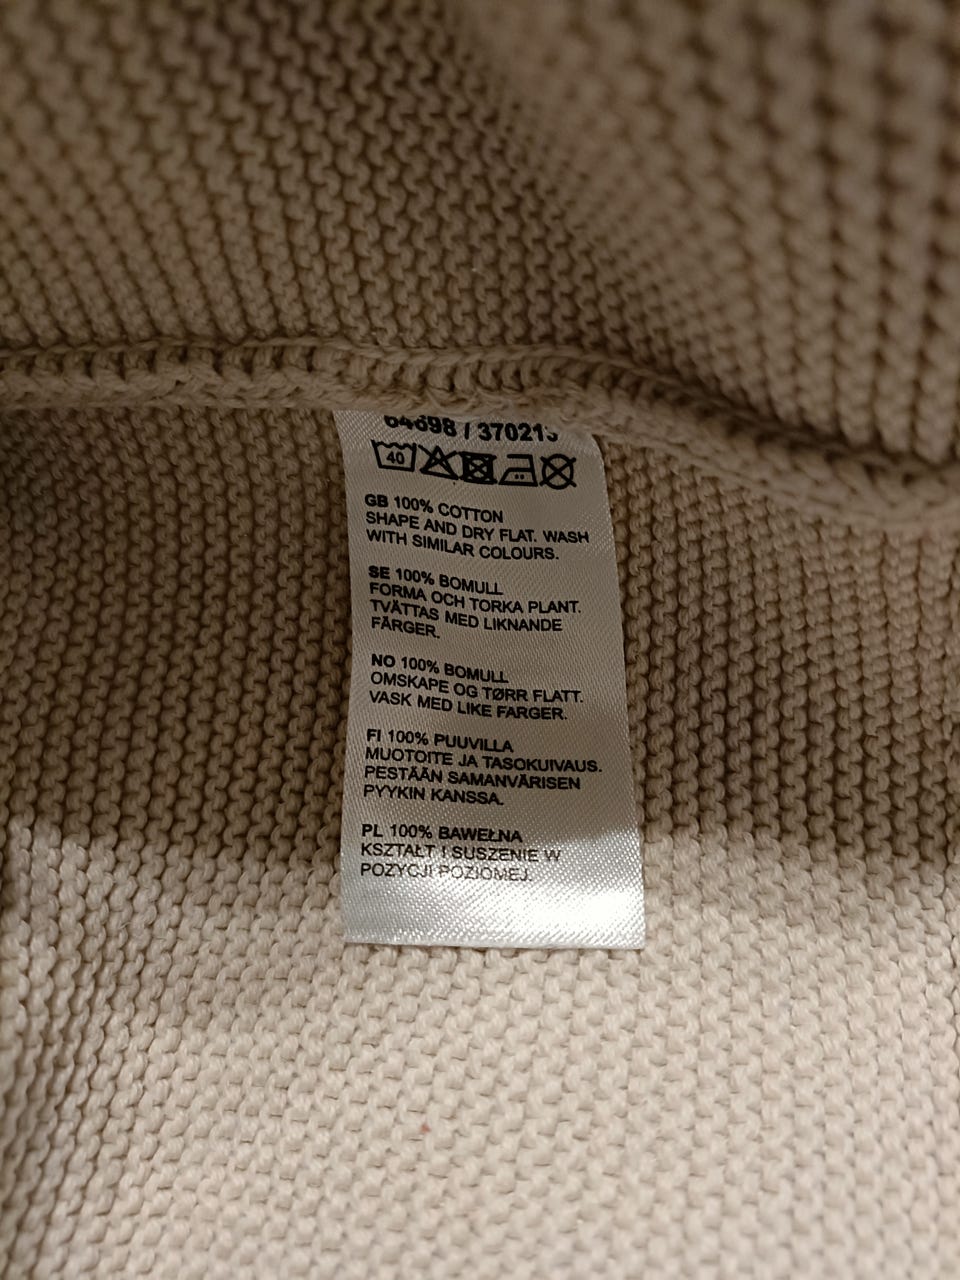 64698 / 370213
40
GB 100% COTTON
SHAPE AND DRY FLAT. WASH
WITH SIMILAR COLOURS.
SE 100% BOMULL
FORMA OCH TORKA PLANT.
TVÄTTAS MED LIKNANDE
FÄRGER.
NO 100% BOMULL
OMSKAPE OG TØRR FLATT.
VASK MED LIKE FARGER.
FI 100% PUUVILLA
MUOTOITE JA TASOKUIVAUS.
PESTÄÄN SAMANVÄRISEN
PYYKIN KANSSA.
PL 100% BAWEŁNA
KSZTAŁT I SUSZENIE W
POZYCJI POZIOMEJ.